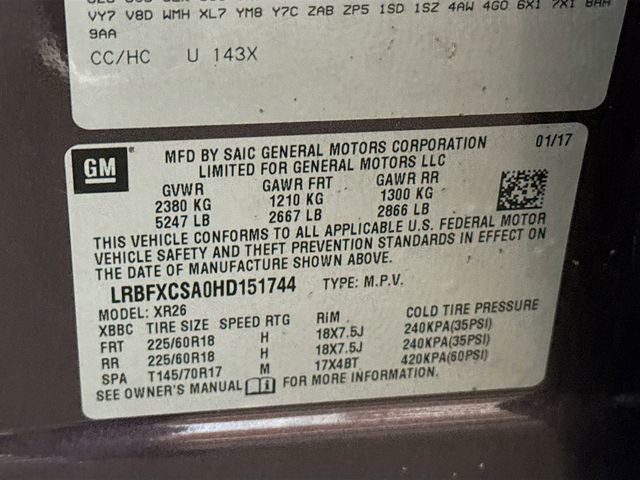 VY7 V8D WMH XL7 YM8 Y7C ZAB ZP5 1SD 1SZ 4AW 4GO 6X1 7X1 8AH
9AA
CC/HC U 143X
GM
MFD BY SAIC GENERAL MOTORS CORPORATION 01/17
LIMITED FOR GENERAL MOTORS LLC
GVWR GAWR FRT GAWR RR
2380 KG 1210 KG 1300 KG
5247 LB 2667 LB 2866 LB
THIS VEHICLE CONFORMS TO ALL APPLICABLE U.S. FEDERAL MOTOR
VEHICLE SAFETY AND THEFT PREVENTION STANDARDS IN EFFECT ON
THE DATE OF MANUFACTURE SHOWN ABOVE.
LRBFXCSA0HD151744 TYPE: M.P.V.
MODEL: XR26
XBBC TIRE SIZE SPEED RTG RiM COLD TIRE PRESSURE
FRT 225/60R18 H 18X7.5J 240KPA(35PSI)
RR 225/60R18 H 18X7.5J 240KPA(35PSI)
SPA T145/70R17 M 17X4BT 420KPA(60PSI)
SEE OWNER'S MANUAL FOR MORE INFORMATION.